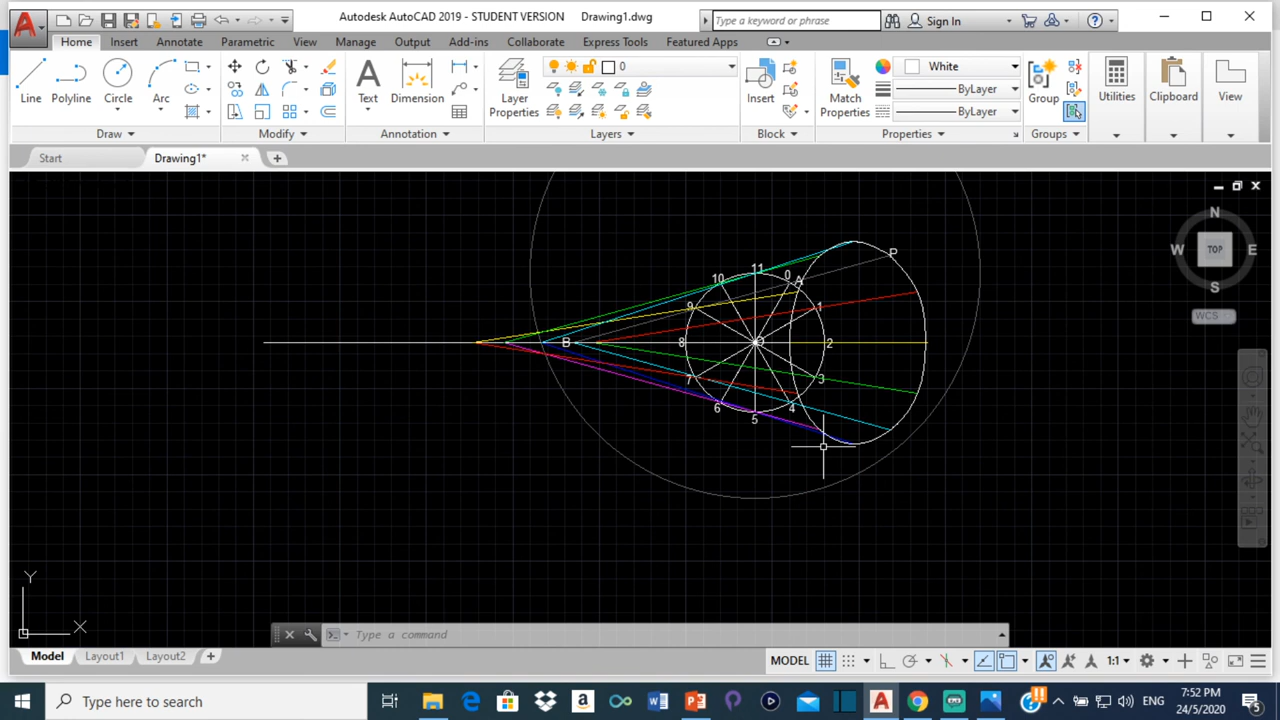 Autodesk AutoCAD 2019 - STUDENT VERSION Drawing1.dwg
Type a keyword or phrase
Sign In
Home Insert Annotate Parametric View Manage Output Add-ins Collaborate Express Tools Featured Apps
0
White
ByLayer
ByLayer
Line Polyline Circle Arc Text Dimension Layer Properties Insert Match Properties Group Utilities Clipboard View
Draw Modify Annotation Layers Block Properties Groups
Start Drawing1*
N
W TOP E
S
WCS
P
11
10 0 A
9 1
B 8 O 2
7 3
6 4
5
Y
X
Type a command
Model Layout1 Layout2
MODEL 1:1
Type here to search
ENG
7:52 PM
24/5/2020
5